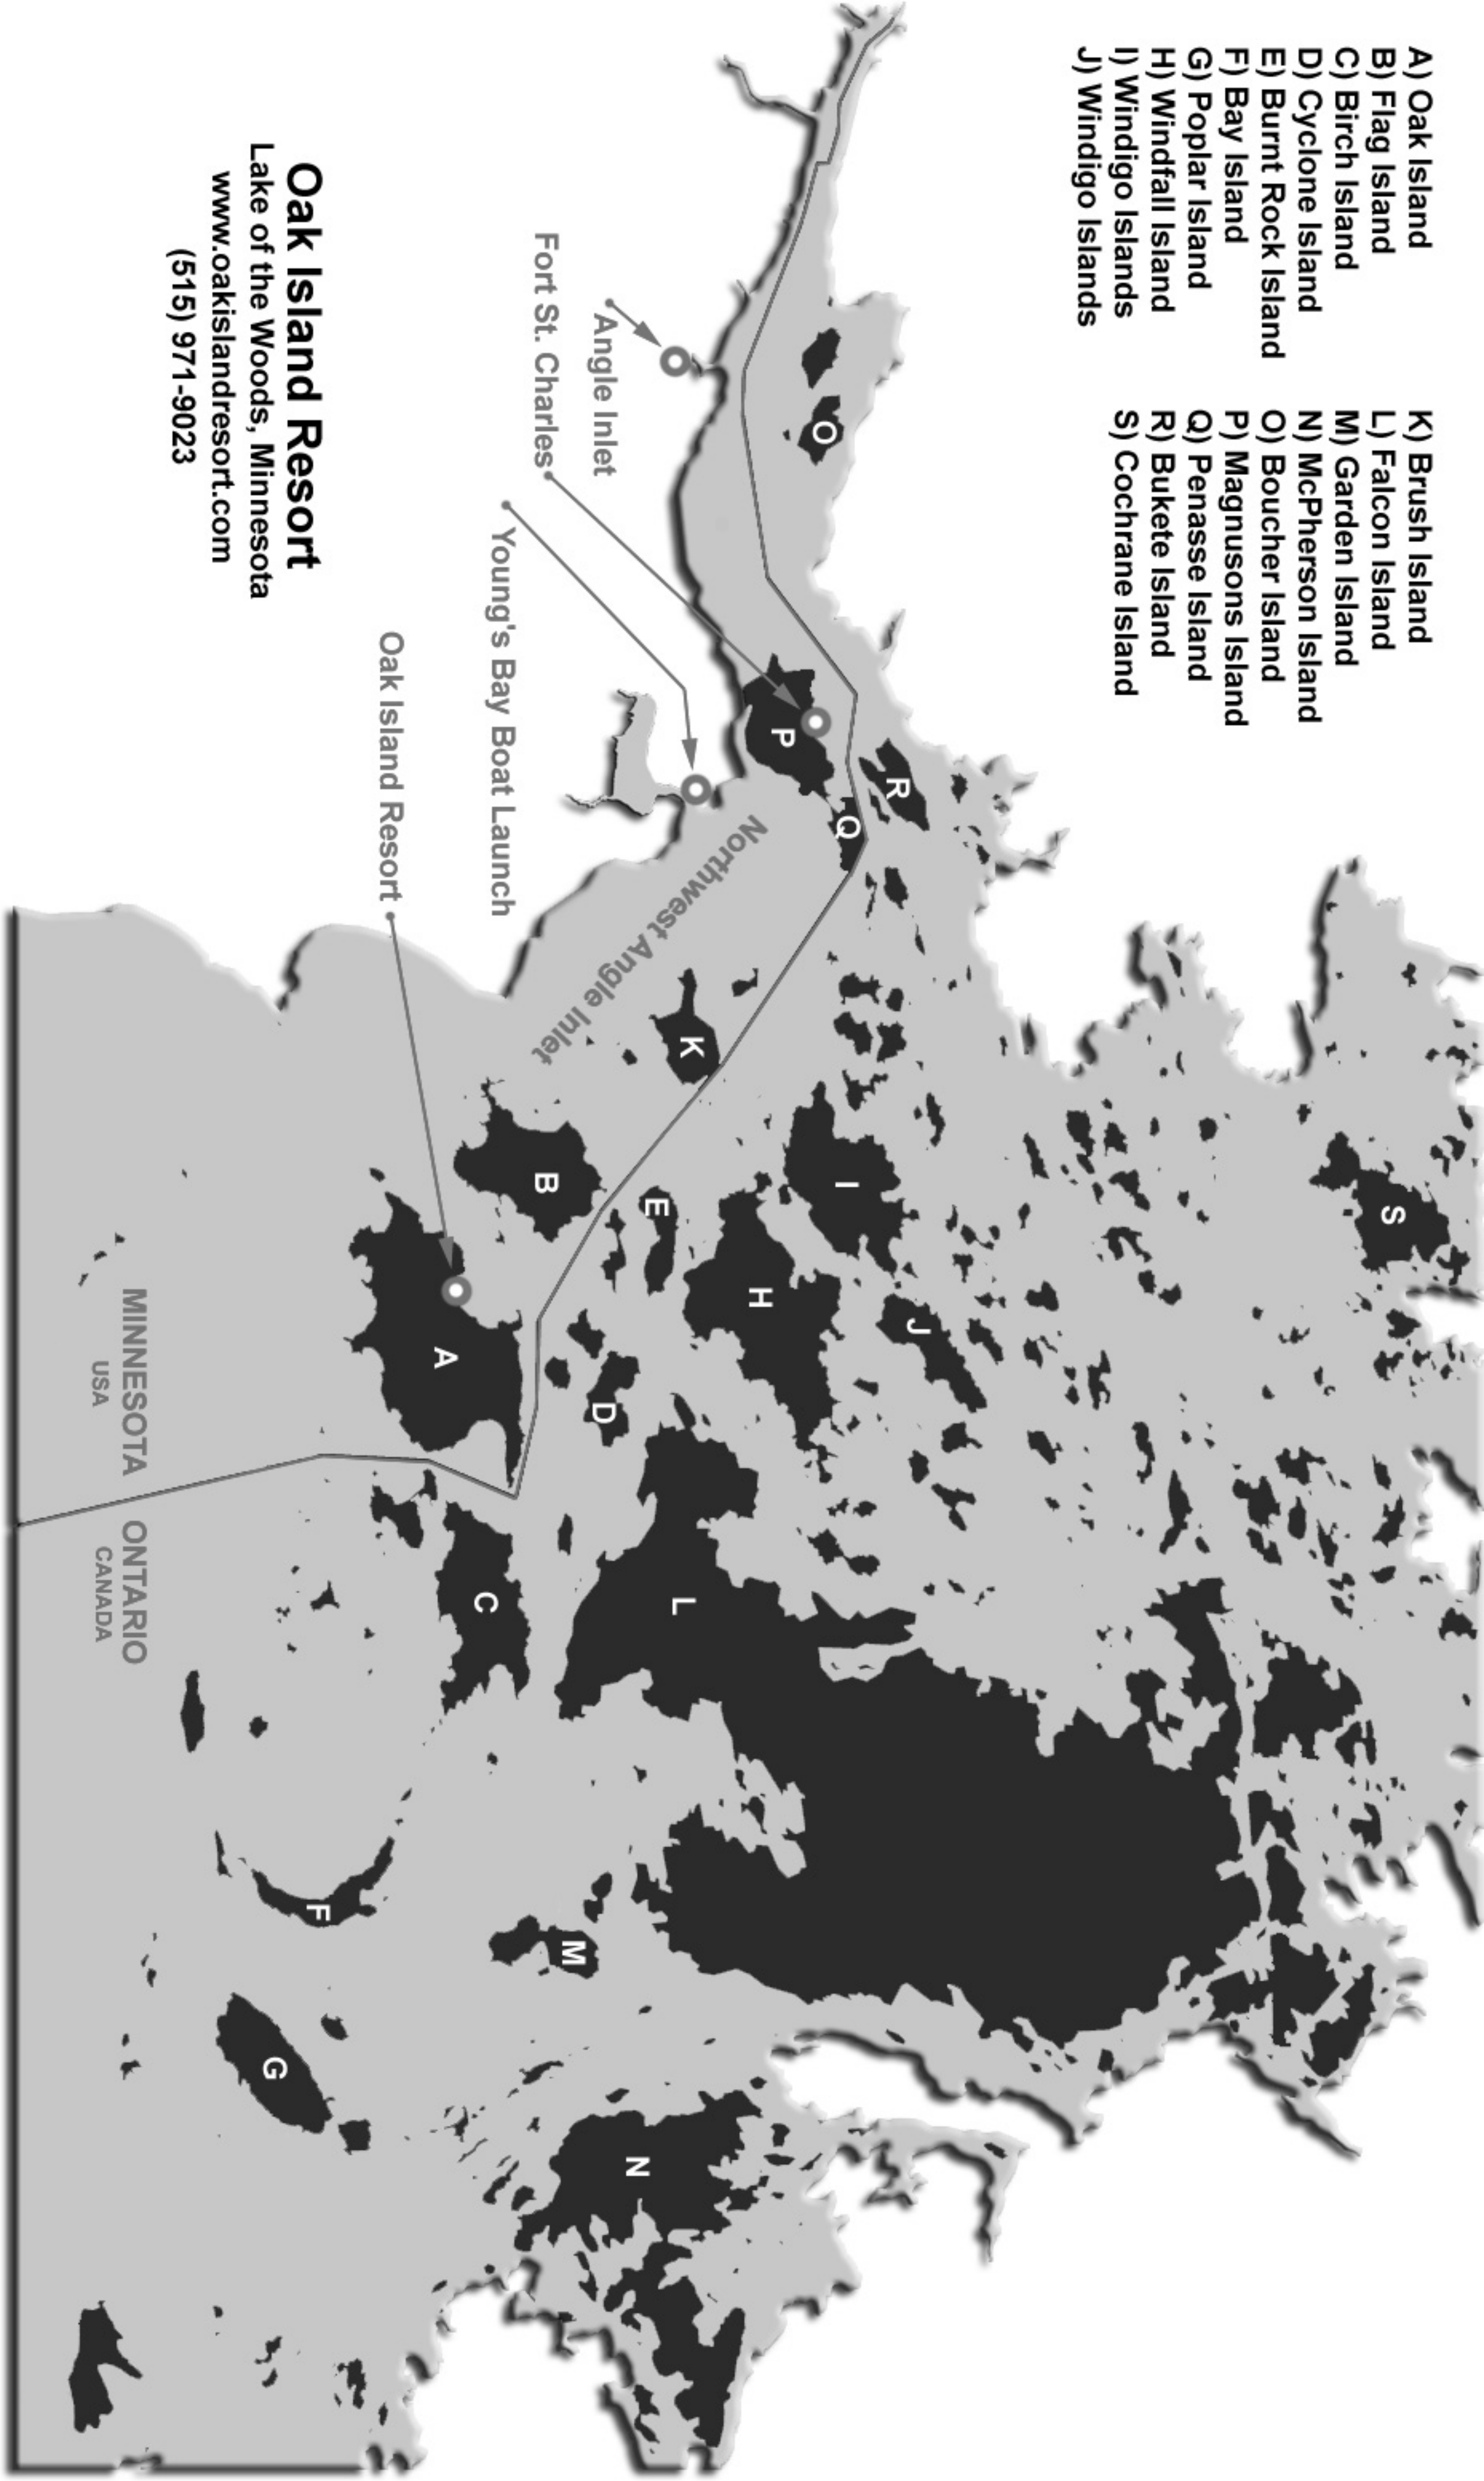 A) Oak Island
B) Flag Island
C) Birch Island
D) Cyclone Island
E) Burnt Rock Island
F) Bay Island
G) Poplar Island
H) Windfall Island
I) Windigo Islands
J) Windigo Islands
K) Brush Island
L) Falcon Island
M) Garden Island
N) McPherson Island
O) Boucher Island
P) Magnusons Island
Q) Penasse Island
R) Bukete Island
S) Cochrane Island
S
J
I
R
O
Q
H
P
L
K
N
E
Angle Inlet
D
M
Northwest Angle Inlet
B
Fort St. Charles
Young's Bay Boat Launch
C
A
Oak Island Resort
F
G
Oak Island Resort
Lake of the Woods, Minnesota
www.oakislandresort.com
(515) 971-9023
MINNESOTA
USA
ONTARIO
CANADA